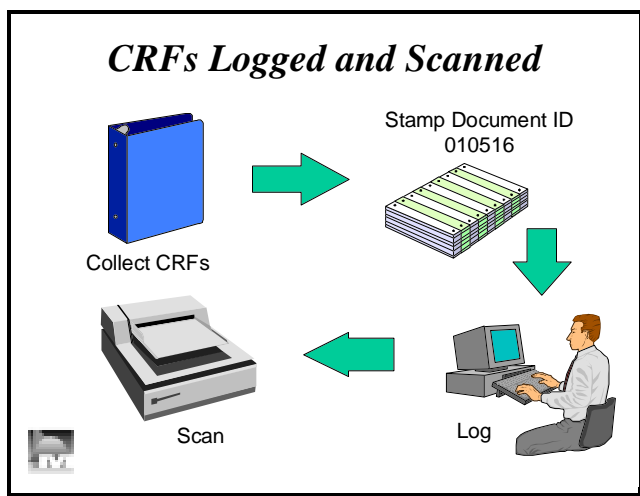 CRFs Logged and Scanned
Stamp Document ID
010516
Collect CRFs
Log
Scan